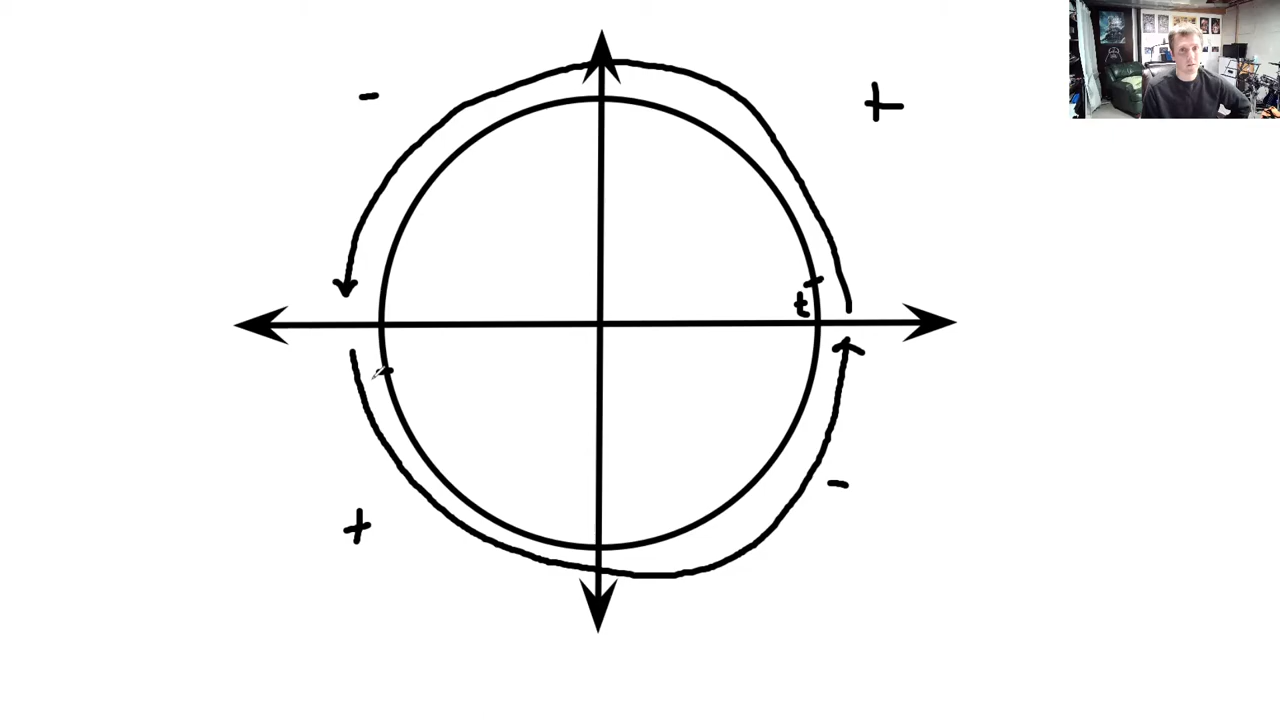 - +
t
-
+